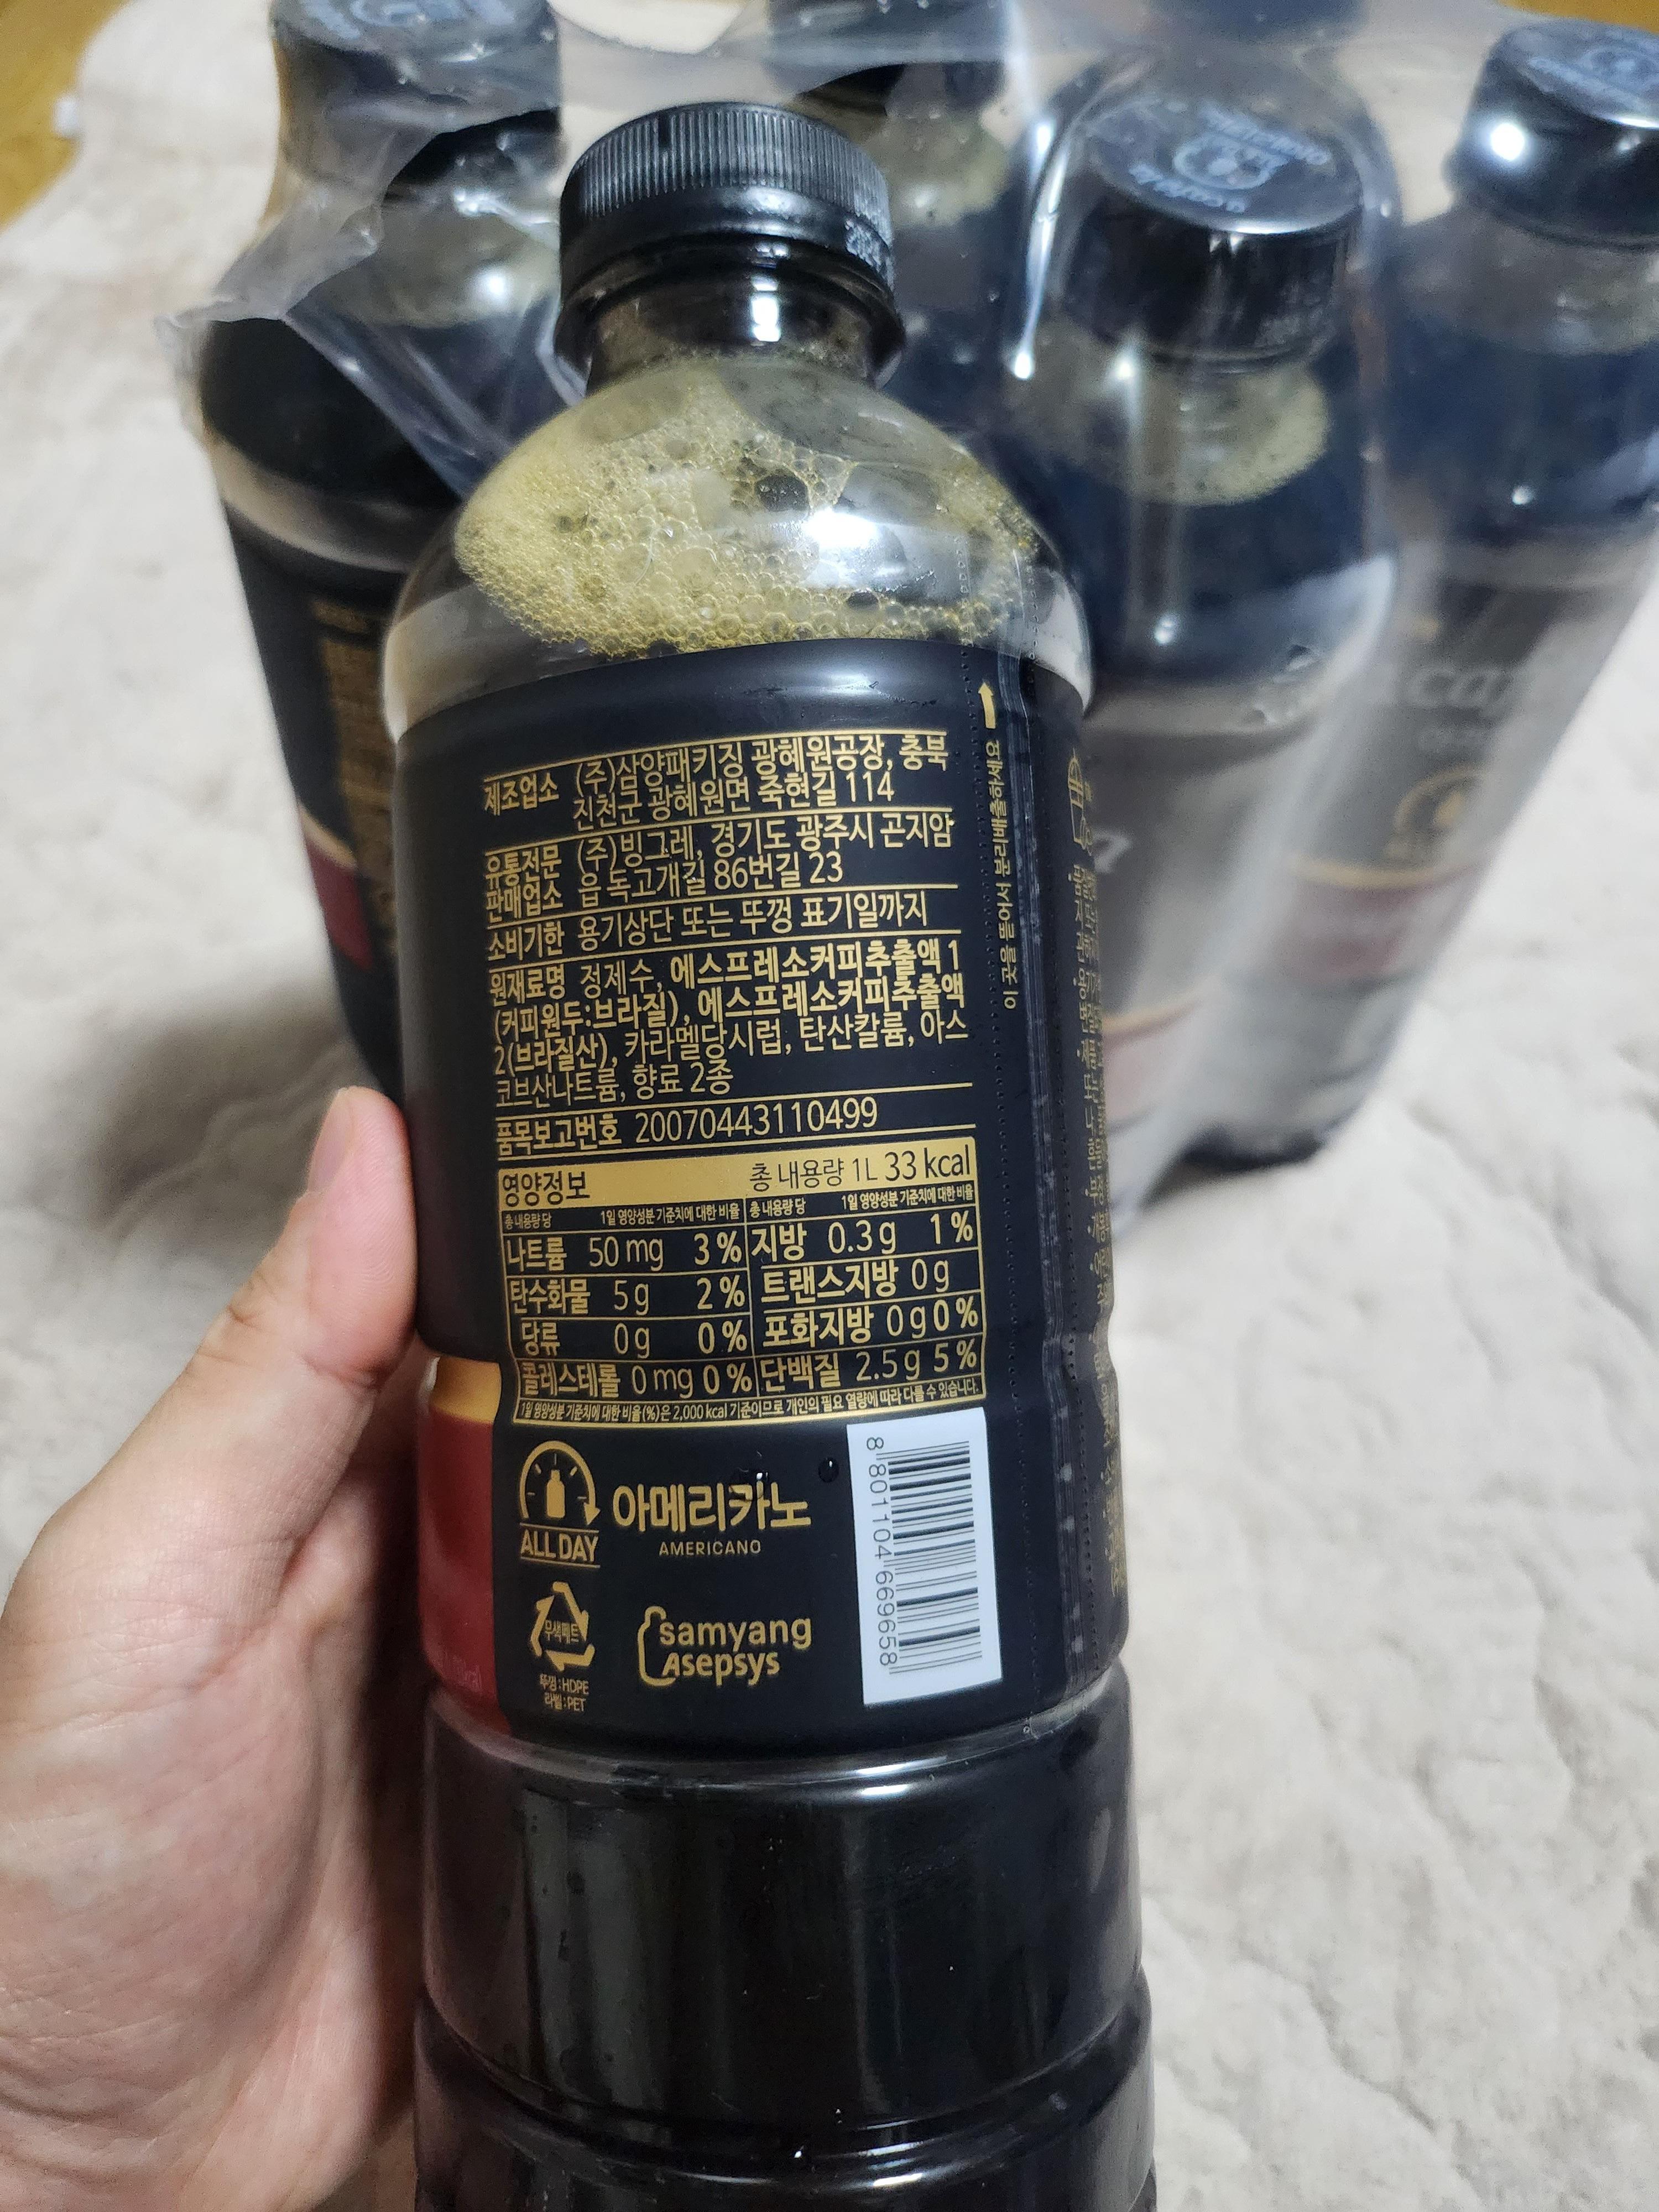 제조업소 (주)삼양패키징 광혜원공장, 충북
진천군 광혜원면 죽현길 114
유통전문 (주)빙그레, 경기도 광주시 곤지암
판매업소 읍 독고개길 86번길 23
소비기한 용기상단 또는 뚜껑 표기일까지
원재료명 정제수, 에스프레소커피추출액1
(커피원두:브라질), 에스프레소커피추출액
2(브라질산), 카라멜당시럽, 탄산칼륨, 아스
코브산나트륨, 향료 2종
품목보고번호 20070443110499
영양정보 총 내용량 1L 33 kcal
총 내용량 당 1일 영양성분 기준치에 대한 비율 총 내용량 당 1일 영양성분 기준치에 대한 비율
나트륨 50 mg 3 % 지방 0.3 g 1 %
탄수화물 5 g 2 % 트랜스지방 0 g
당류 0 g 0 % 포화지방 0 g 0 %
콜레스테롤 0 mg 0 % 단백질 2.5 g 5 %
1일 영양성분 기준치에 대한 비율(%)은 2,000 kcal 기준이므로 개인의 필요 열량에 따라 다를 수 있습니다.
ALL DAY
아메리카노
AMERICANO
무색페트
뚜껑:HDPE
라벨:PET
samyang
Asepsys
8 801104 669658
이 곳을 뜯어서 분리배출하세요